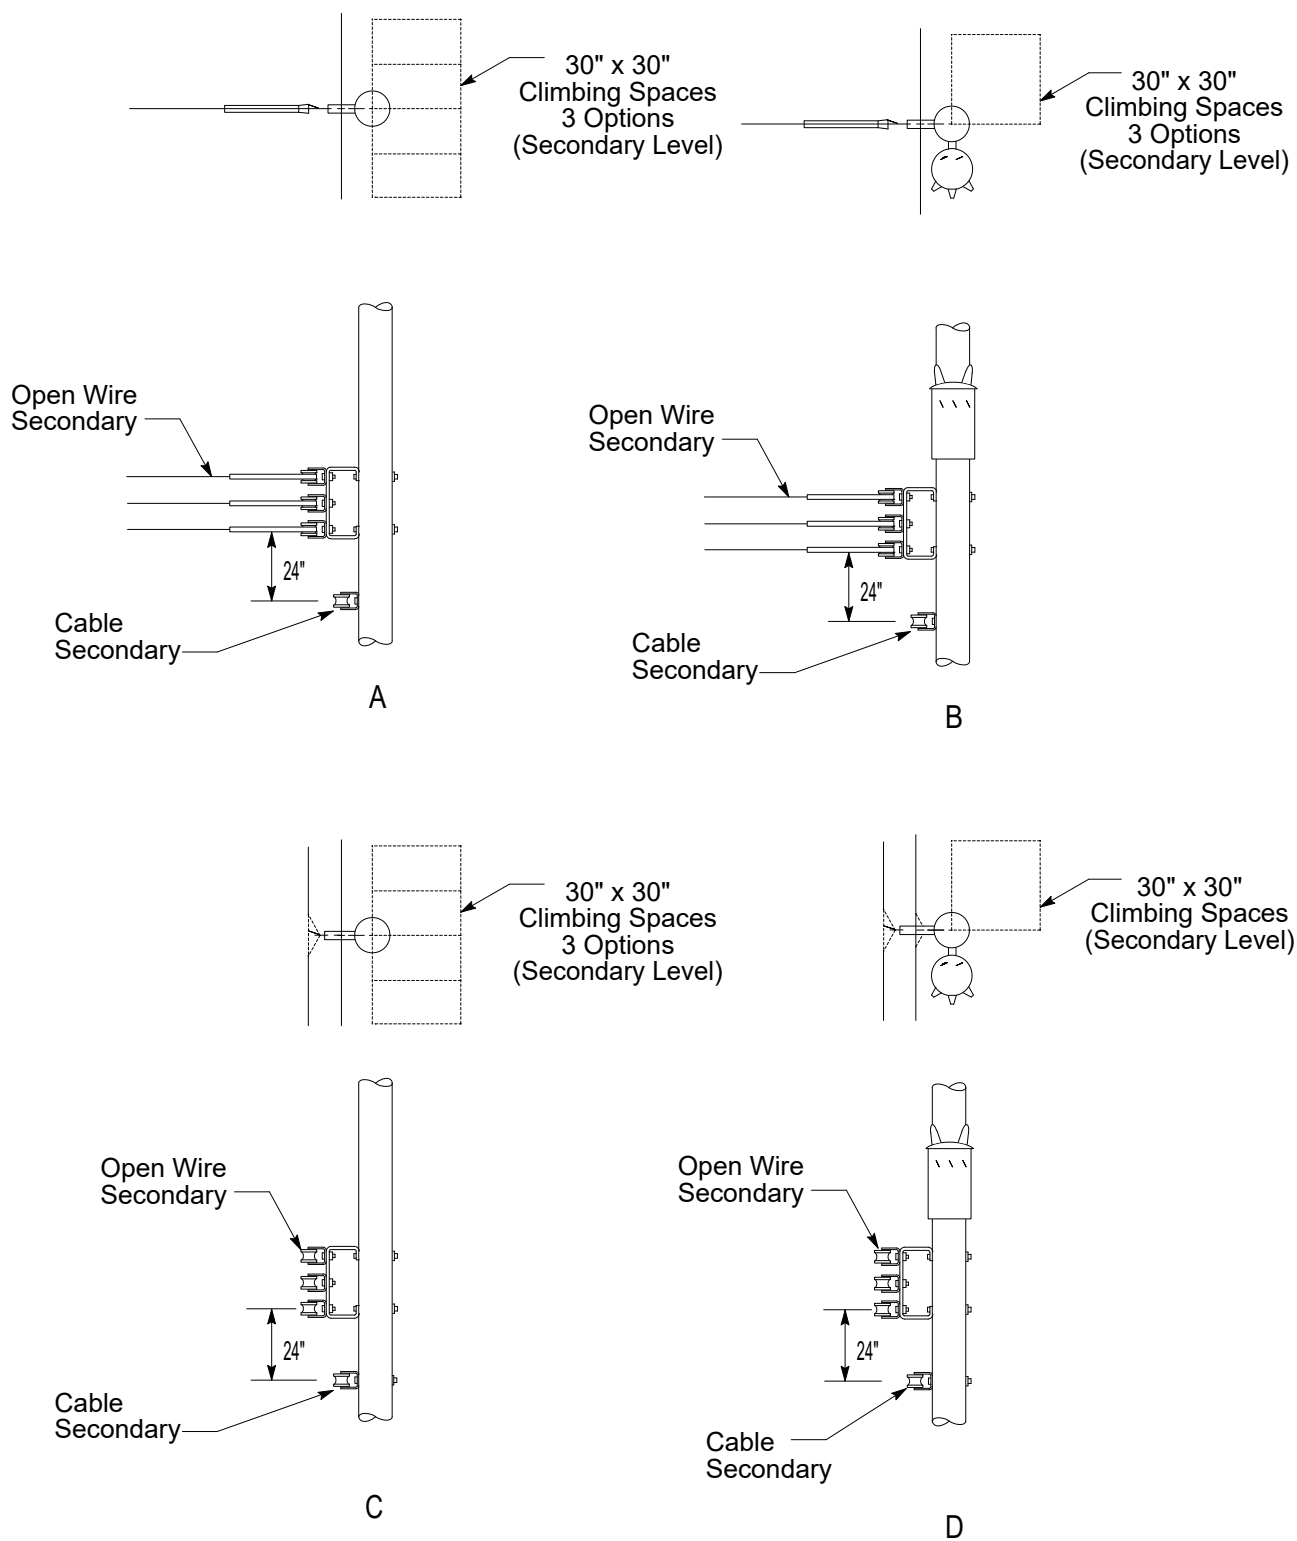 30" x 30"
Climbing Spaces
3 Options
(Secondary Level)
30" x 30"
Climbing Spaces
3 Options
(Secondary Level)
Open Wire
Secondary
24"
Cable
Secondary
A
Open Wire
Secondary
24"
Cable
Secondary
B
30" x 30"
Climbing Spaces
3 Options
(Secondary Level)
30" x 30"
Climbing Spaces
(Secondary Level)
Open Wire
Secondary
24"
Cable
Secondary
C
Open Wire
Secondary
24"
Cable
Secondary
D